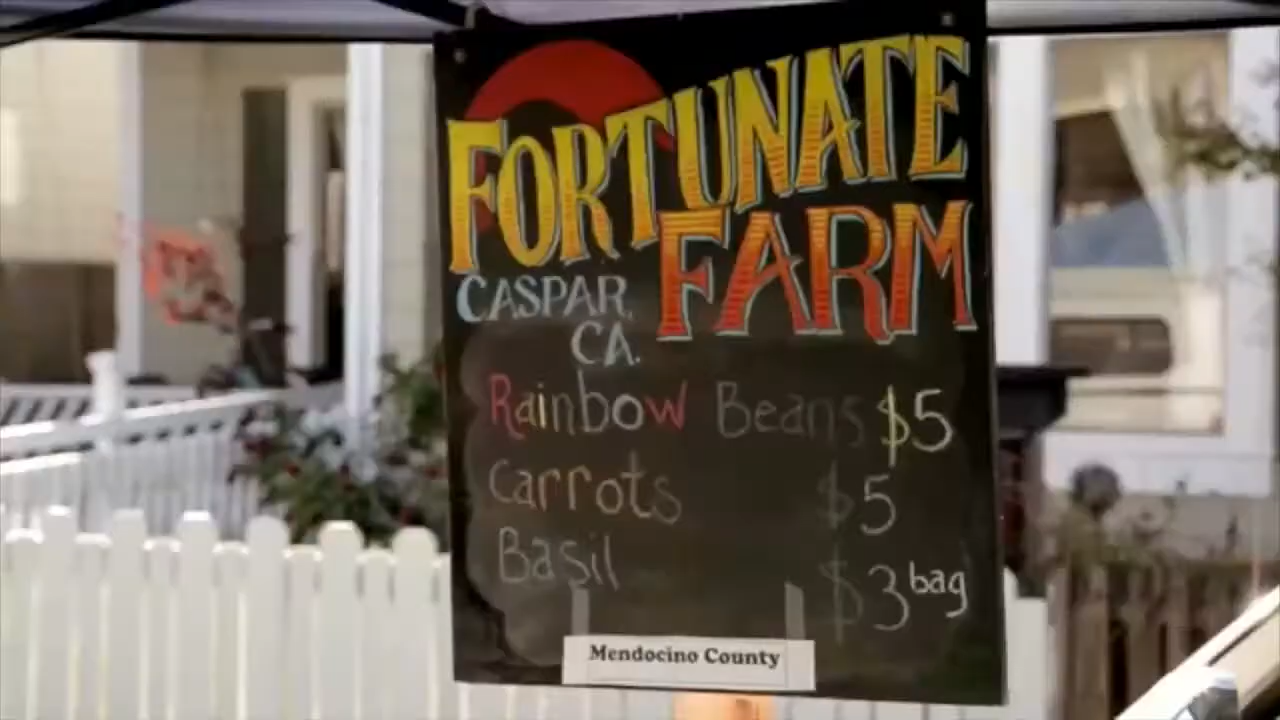 FORTUNATE
FARM
CASPAR,
CA.
Rainbow Beans $5
Carrots $5
Basil $3 bag
Mendocino County